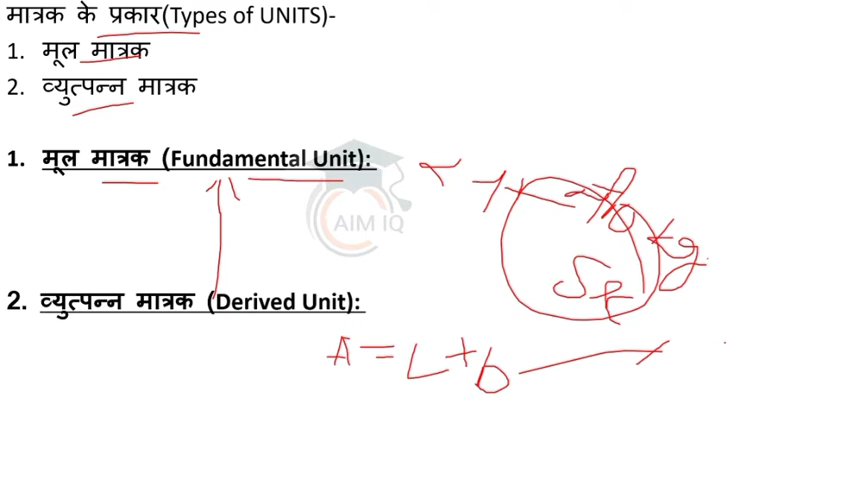 मात्रक के प्रकार(Types of UNITS)-
1. मूल मात्रक
2. व्युत्पन्न मात्रक
1. मूल मात्रक (Fundamental Unit):
AIM IQ
2. व्युत्पन्न मात्रक (Derived Unit):
A = L + b